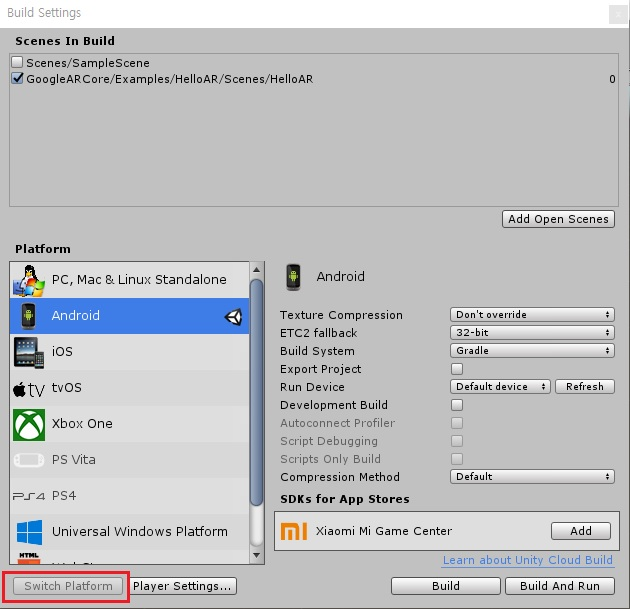 Build Settings
x
Scenes In Build
Scenes/SampleScene
GoogleARCore/Examples/HelloAR/Scenes/HelloAR 0
Add Open Scenes
Platform
PC, Mac & Linux Standalone
Android
iOS
tv tvOS
Xbox One
PS Vita
PS4 PS4
Universal Windows Platform
HTML
Switch Platform
Player Settings...
Android
Texture Compression Don't override
ETC2 fallback 32-bit
Build System Gradle
Export Project
Run Device Default device Refresh
Development Build
Autoconnect Profiler
Script Debugging
Scripts Only Build
Compression Method Default
SDKs for App Stores
MI Xiaomi Mi Game Center Add
Learn about Unity Cloud Build
Build
Build And Run